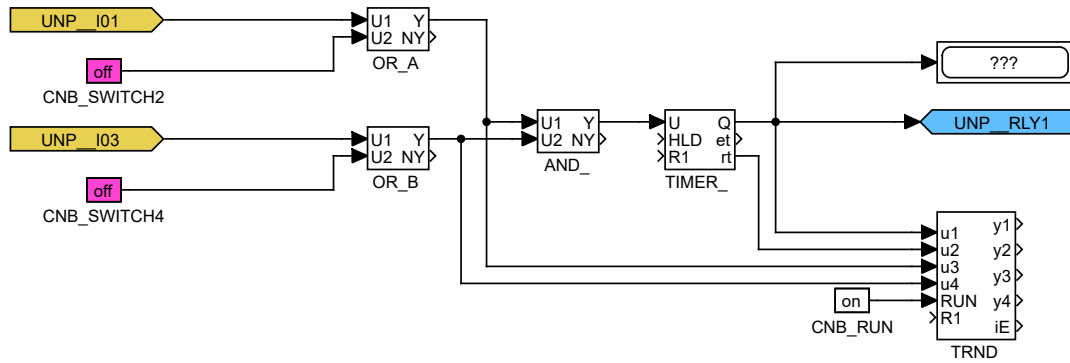 UNP__I01
U1 Y
U2 NY
OR_A
off
CNB_SWITCH2
???
UNP__I03
U1 Y
U2 NY
OR_B
off
CNB_SWITCH4
U1 Y
U2 NY
AND_
U Q
HLD et
R1 rt
TIMER_
UNP__RLY1
u1 y1
u2 y2
u3 y3
u4 y4
RUN
R1 iE
TRND
on
CNB_RUN